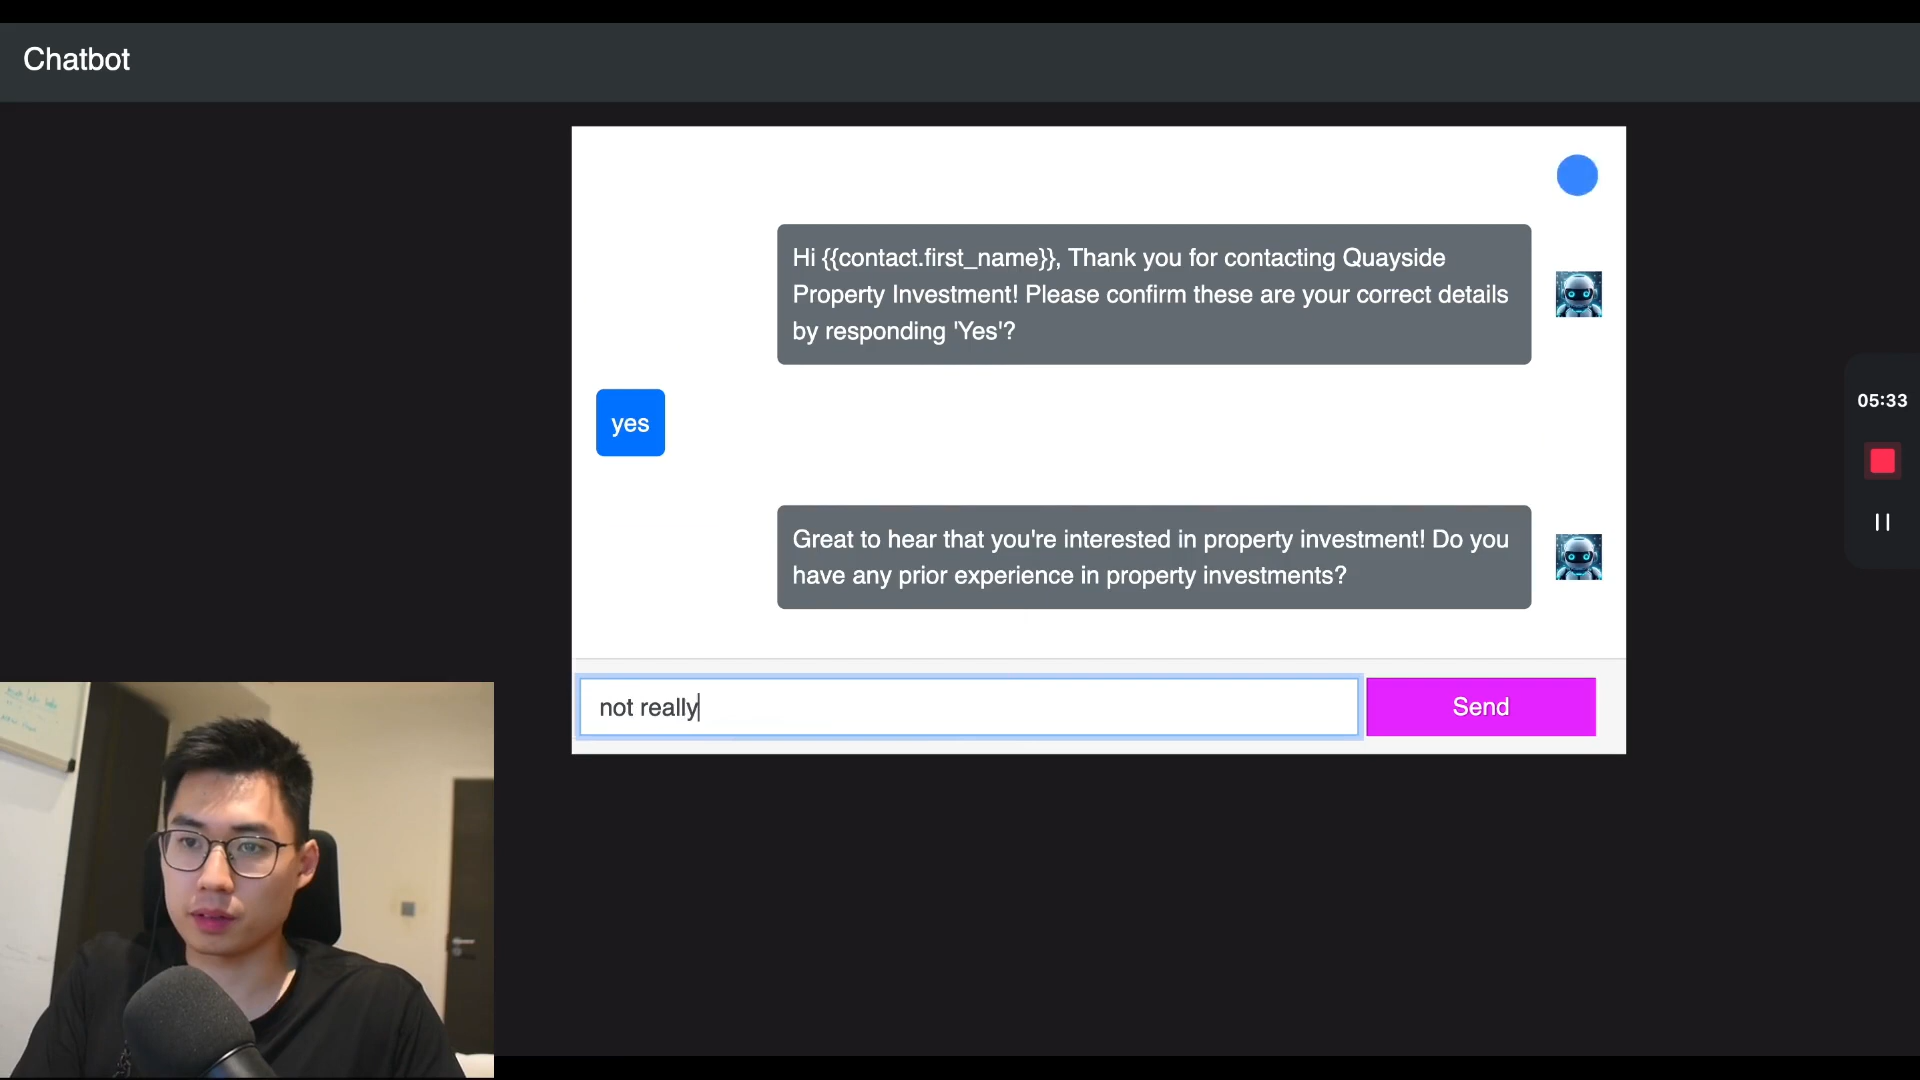 Chatbot
Hi {{contact.first_name}}, Thank you for contacting Quayside
Property Investment! Please confirm these are your correct details
by responding 'Yes'?
yes
Great to hear that you're interested in property investment! Do you
have any prior experience in property investments?
not really
Send
05:33